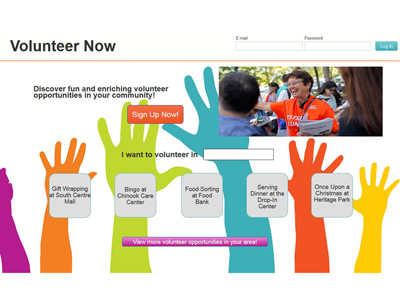 E-mail
Password
Volunteer Now
Log In
Discover fun and enriching volunteer
opportunities in your community!
Sign Up Now!
I want to volunteer in
Gift Wrapping
at South Centre
Mall
Bingo at
Chinook Care
Center
Food Sorting
at Food
Bank
Serving
Dinner at the
Drop-In
Center
Once Upon a
Christmas at
Heritage Park
View more volunteer opportunities in your area!